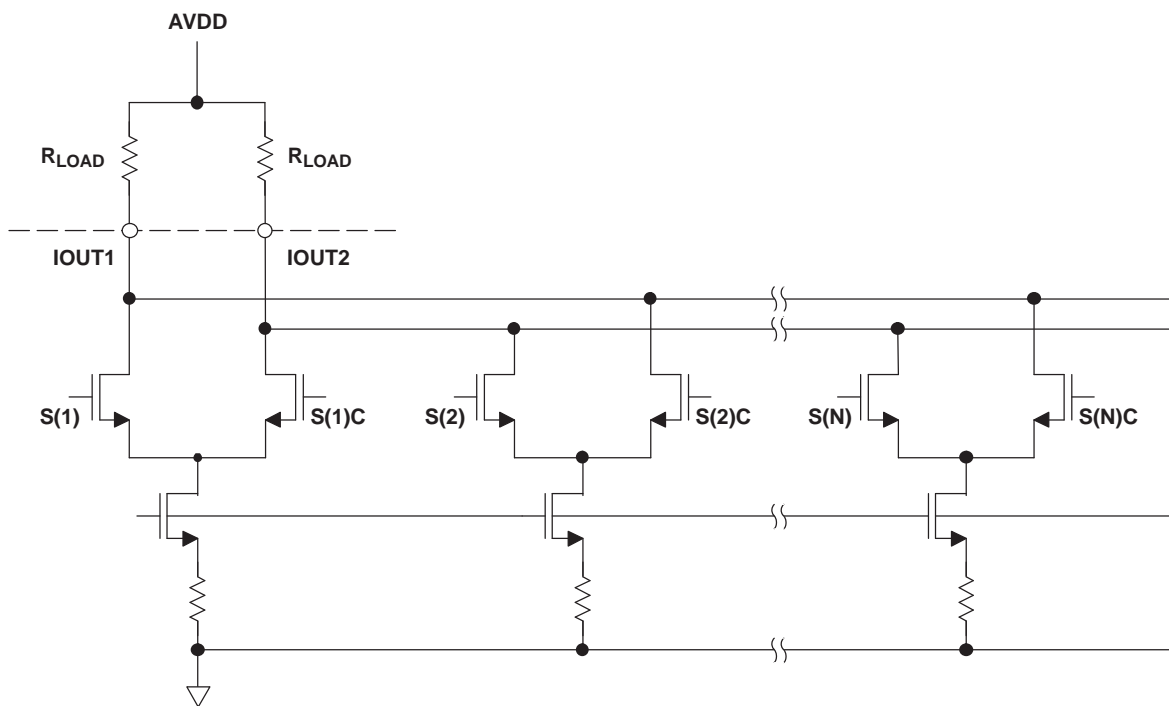 AVDD
RLOAD
RLOAD
IOUT1
IOUT2
S(1)
S(1)C
S(2)
S(2)C
S(N)
S(N)C